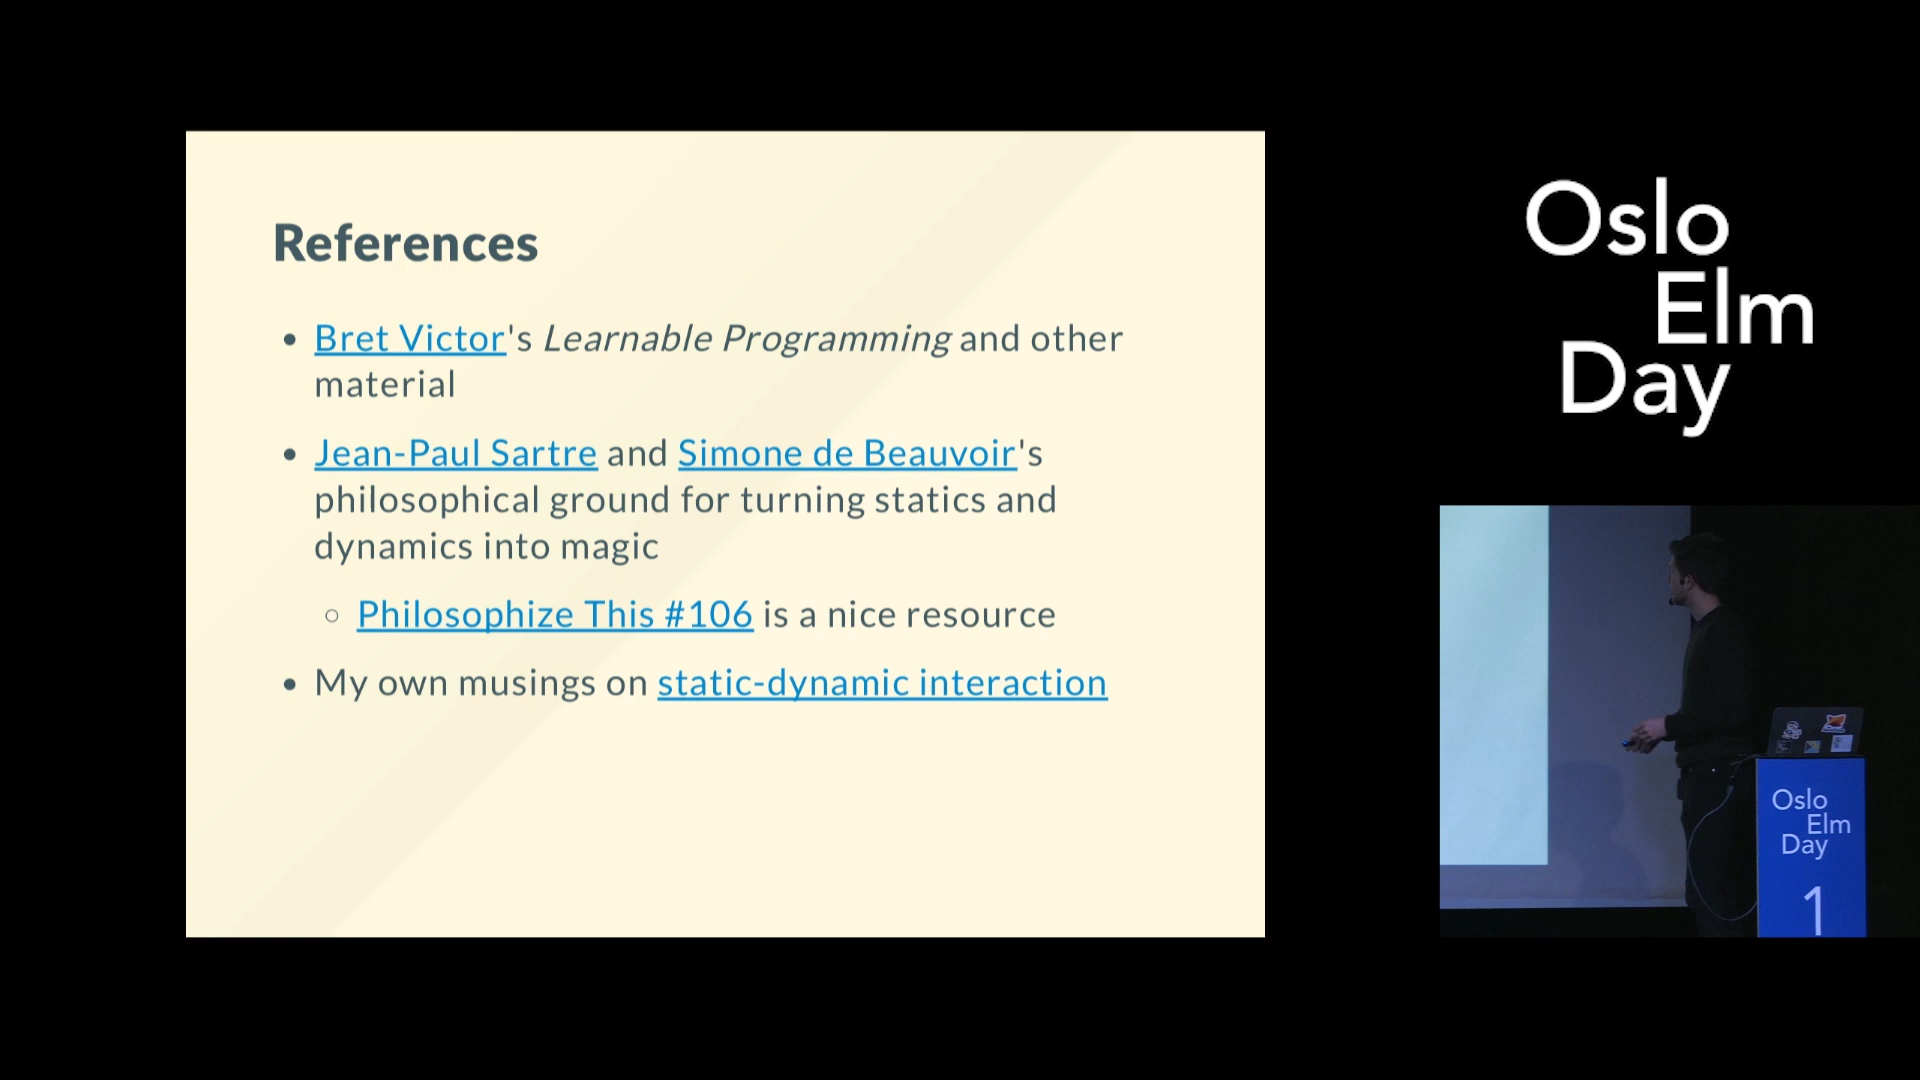 References
• Bret Victor's Learnable Programming and other
material
• Jean-Paul Sartre and Simone de Beauvoir's
philosophical ground for turning statics and
dynamics into magic
◦ Philosophize This #106 is a nice resource
• My own musings on static-dynamic interaction
Oslo
Elm
Day
Oslo
Elm
Day
1